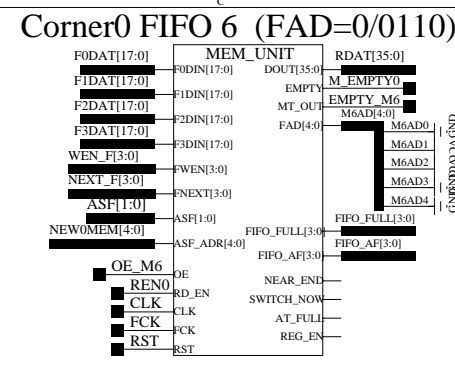 C
Corner0 FIFO 6 (FAD=0/0110)
MEM_UNIT
F0DAT[17:0]
F0DIN[17:0]
F1DAT[17:0]
F1DIN[17:0]
F2DAT[17:0]
F2DIN[17:0]
F3DAT[17:0]
F3DIN[17:0]
WEN_F[3:0]
FWEN[3:0]
NEXT_F[3:0]
FNEXT[3:0]
ASF[1:0]
ASF[1:0]
NEW0MEM[4:0]
ASF_ADR[4:0]
OE_M6
OE
REN0
RD_EN
CLK
CLK
FCK
FCK
RST
RST
RDAT[35:0]
DOUT[35:0]
M_EMPTY0
EMPTY
EMPTY_M6
MT_OUT
M6AD[4:0]
FAD[4:0]
M6AD0
M6AD1
M6AD2
M6AD3
M6AD4
GND
FIFO_FULL[3:0]
FIFO_FULL[3:0]
FIFO_AF[3:0]
FIFO_AF[3:0]
NEAR_END
SWITCH_NOW
AT_FULL
REG_EN